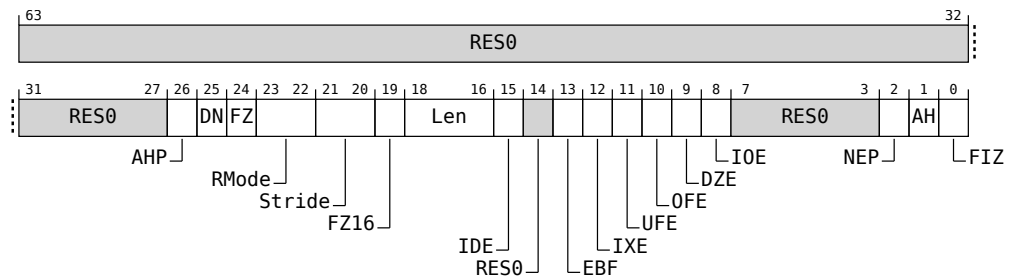 63 32
RES0
31 27 26 25 24 23 22 21 20 19 18 16 15 14 13 12 11 10 9 8 7 3 2 1 0
RES0 DN FZ Len RES0 AH
AHP IOE NEP FIZ
RMode DZE
Stride OFE
FZ16 UFE
IDE IXE
RES0 EBF